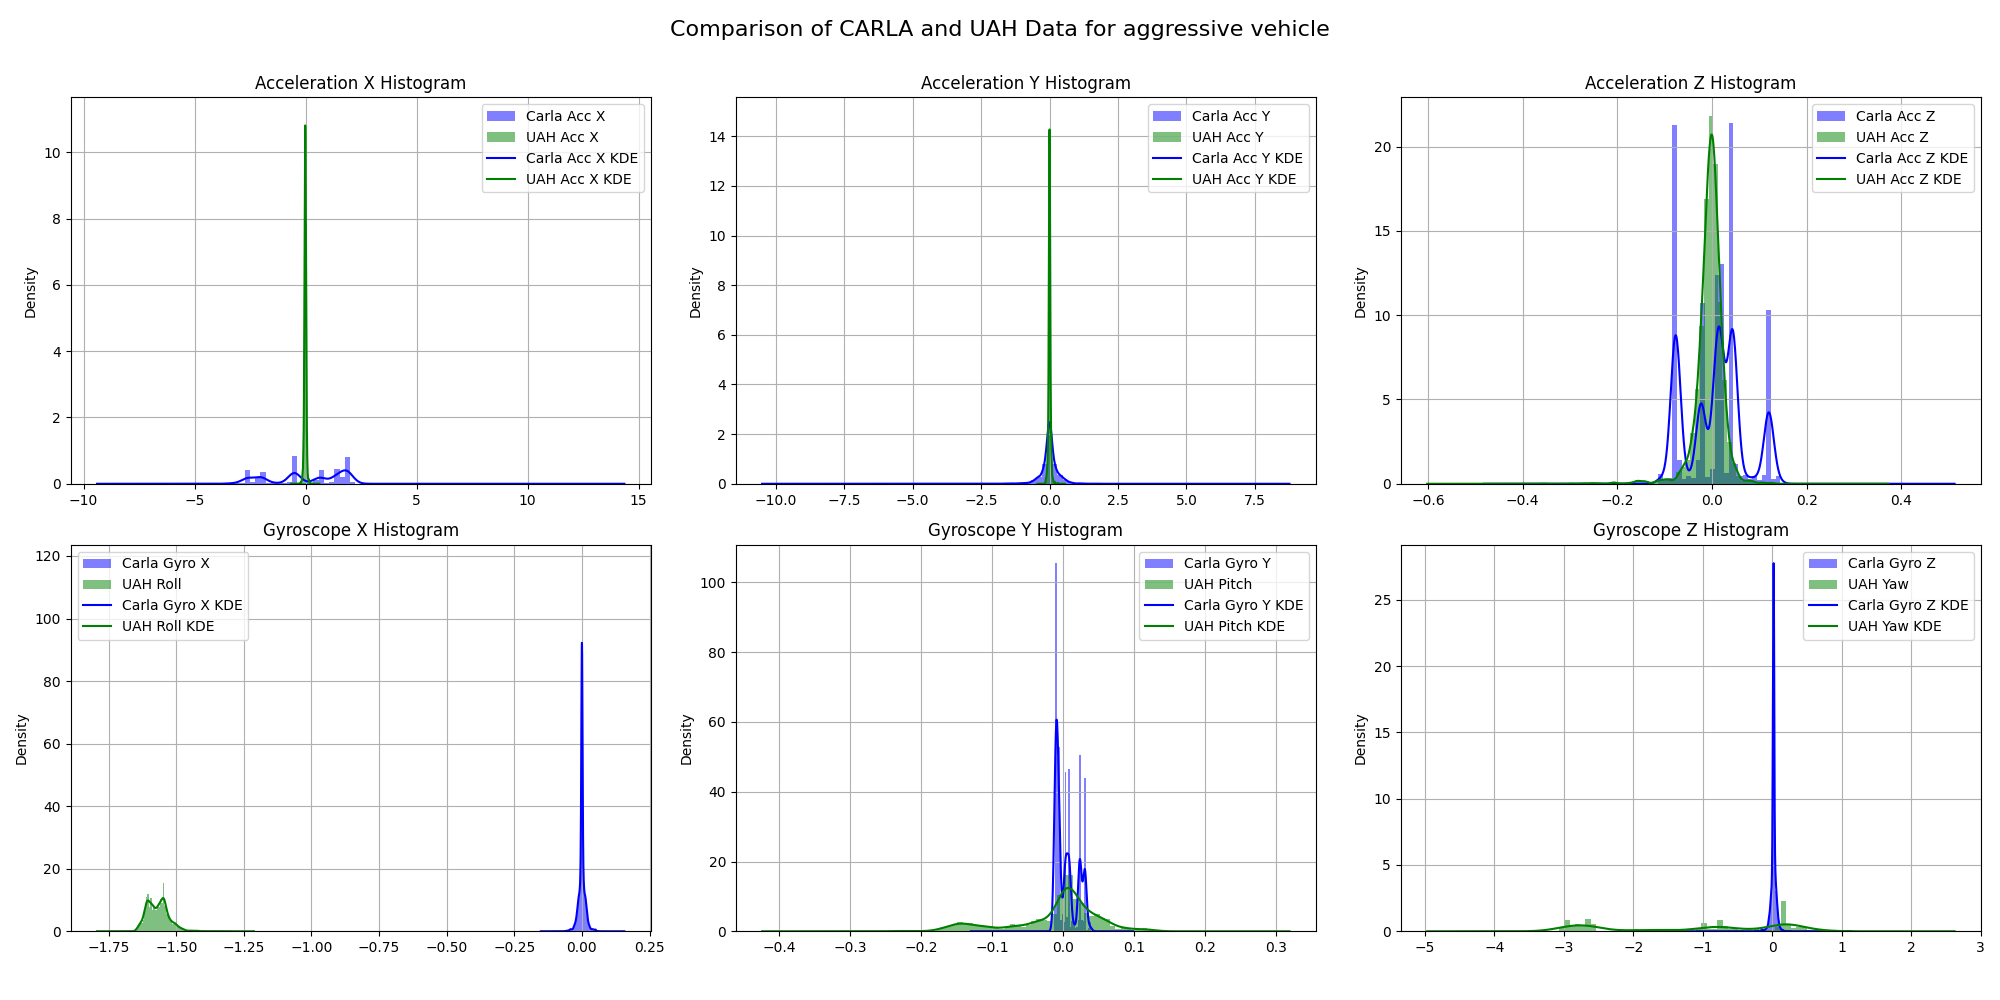 Comparison of CARLA and UAH Data for aggressive vehicle
Acceleration X Histogram
Density
10
8
6
4
2
0
−10
−5
0
5
10
15
Carla Acc X
UAH Acc X
Carla Acc X KDE
UAH Acc X KDE
Acceleration Y Histogram
Density
14
12
10
8
6
4
2
0
−10.0
−7.5
−5.0
−2.5
0.0
2.5
5.0
7.5
Carla Acc Y
UAH Acc Y
Carla Acc Y KDE
UAH Acc Y KDE
Acceleration Z Histogram
Density
20
15
10
5
0
−0.6
−0.4
−0.2
0.0
0.2
0.4
Carla Acc Z
UAH Acc Z
Carla Acc Z KDE
UAH Acc Z KDE
Gyroscope X Histogram
Density
120
100
80
60
40
20
0
−1.75
−1.50
−1.25
−1.00
−0.75
−0.50
−0.25
0.00
0.25
Carla Gyro X
UAH Roll
Carla Gyro X KDE
UAH Roll KDE
Gyroscope Y Histogram
Density
100
80
60
40
20
0
−0.4
−0.3
−0.2
−0.1
0.0
0.1
0.2
0.3
Carla Gyro Y
UAH Pitch
Carla Gyro Y KDE
UAH Pitch KDE
Gyroscope Z Histogram
Density
25
20
15
10
5
0
−5
−4
−3
−2
−1
0
1
2
3
Carla Gyro Z
UAH Yaw
Carla Gyro Z KDE
UAH Yaw KDE